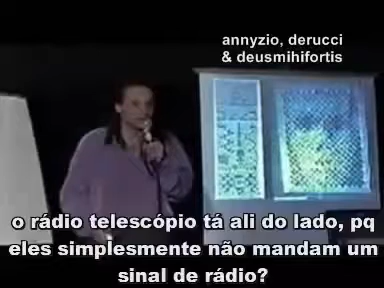 annyzio, derucci
& deusmihifortis
o rádio telescópio tá ali do lado, pq
eles simplesmente não mandam um
sinal de rádio?